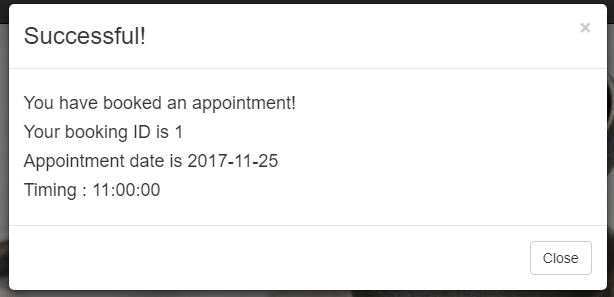 Successful!
×
You have booked an appointment!
Your booking ID is 1
Appointment date is 2017-11-25
Timing : 11:00:00
Close